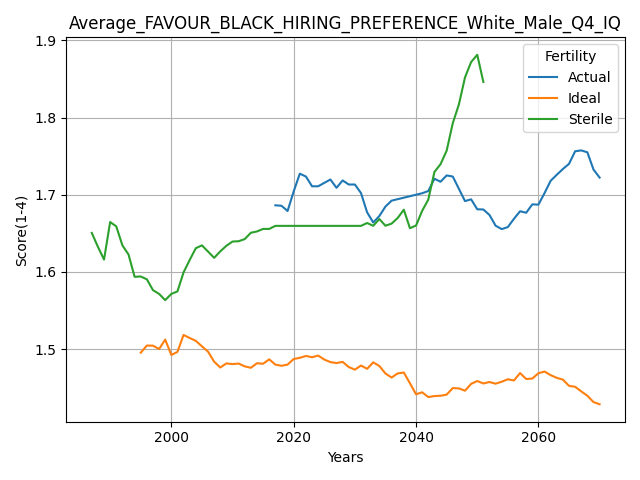 Average_FAVOUR_BLACK_HIRING_PREFERENCE_White_Male_Q4_IQ
Fertility
Actual
Ideal
Sterile
Score(1-4)
1.9
1.8
1.7
1.6
1.5
2000 2020 2040 2060
Years